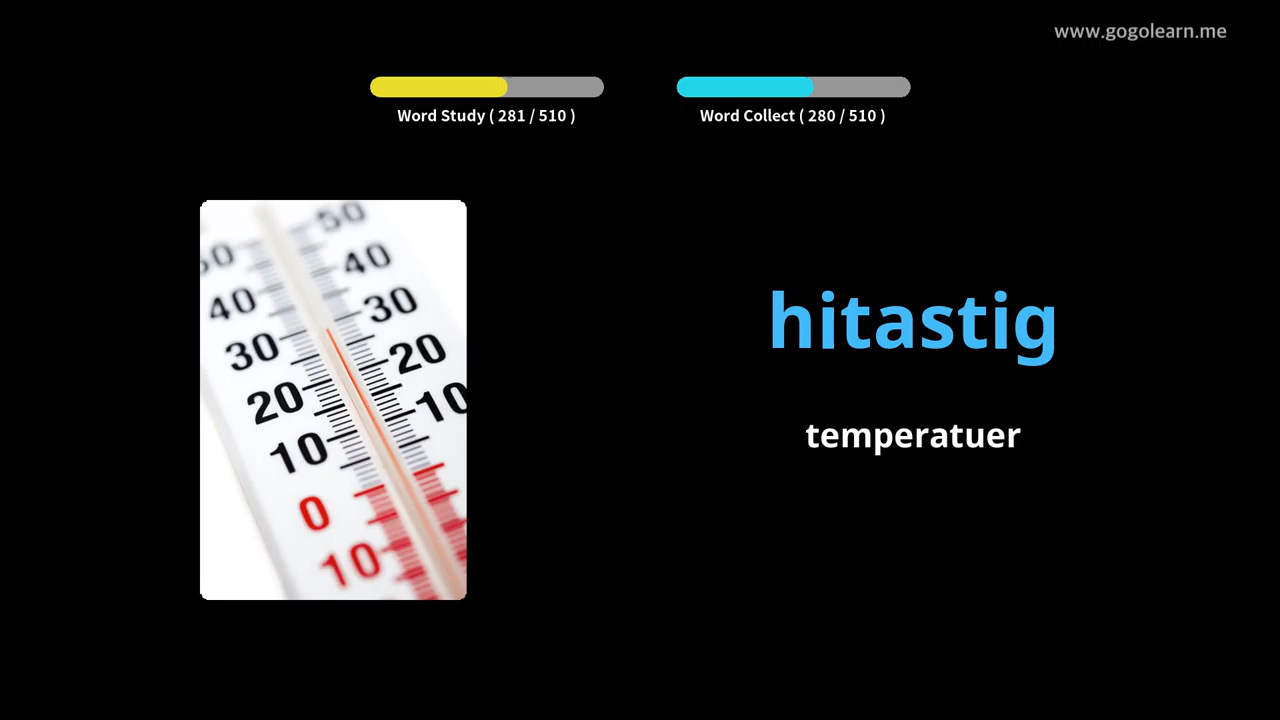 www.gogolearn.me
Word Study ( 281 / 510 )
Word Collect ( 280 / 510 )
hitastig
temperatuer
50
50
40
40
30
30
20
20
10
10
0
10